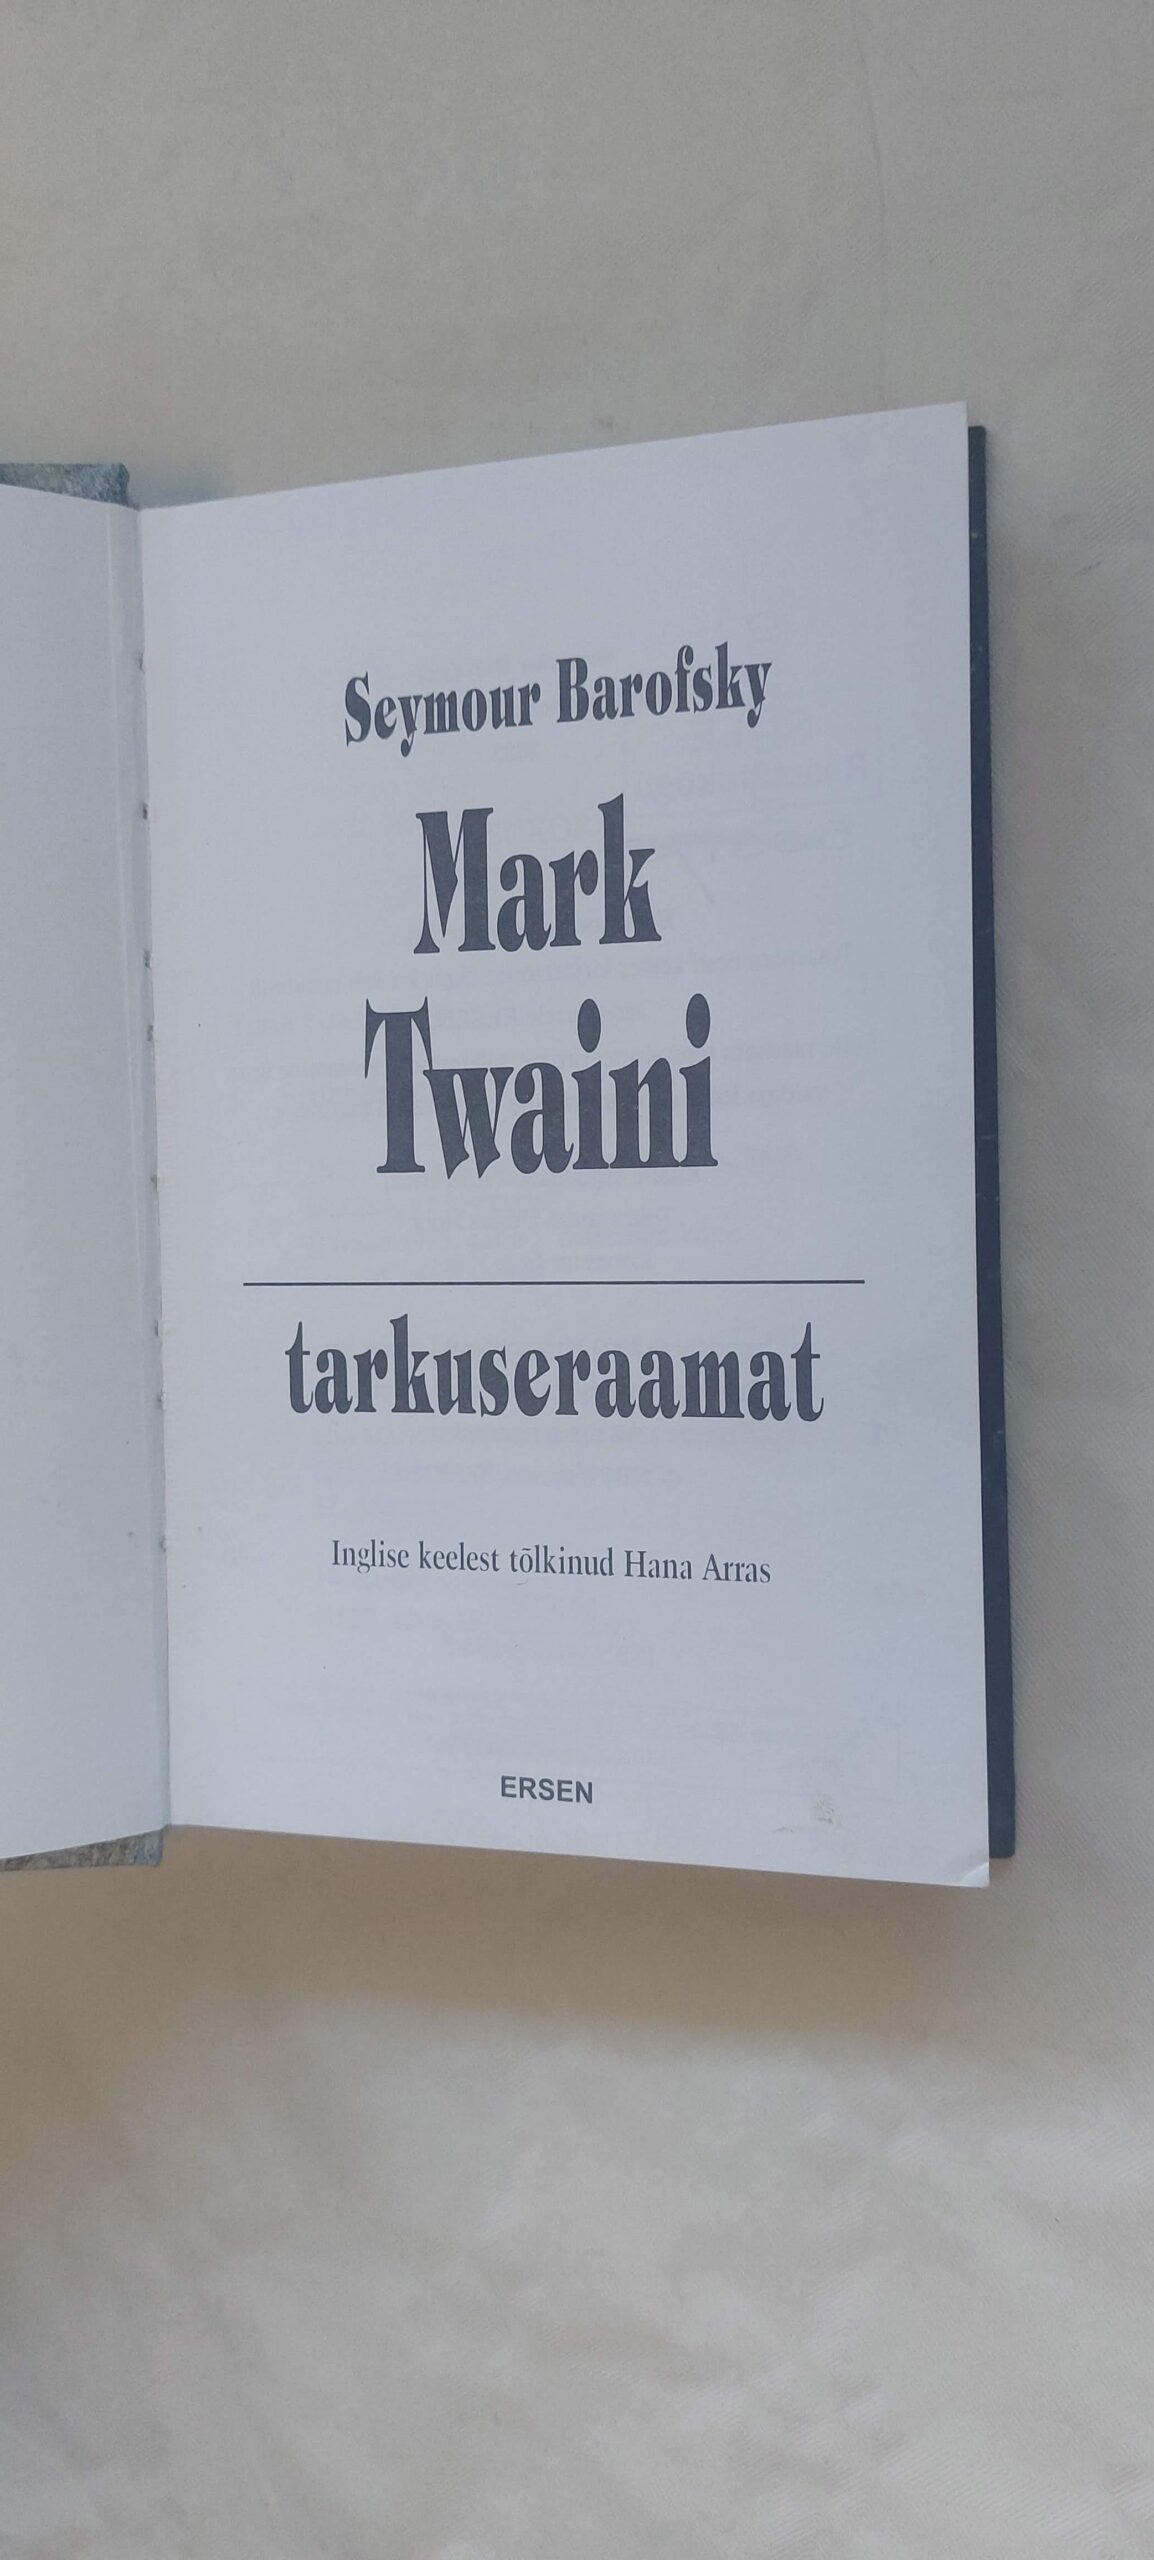 Seymour Barofsky
Mark
Twaini
tarkuseraamat
Inglise keelest tõlkinud Hana Arras
ERSEN